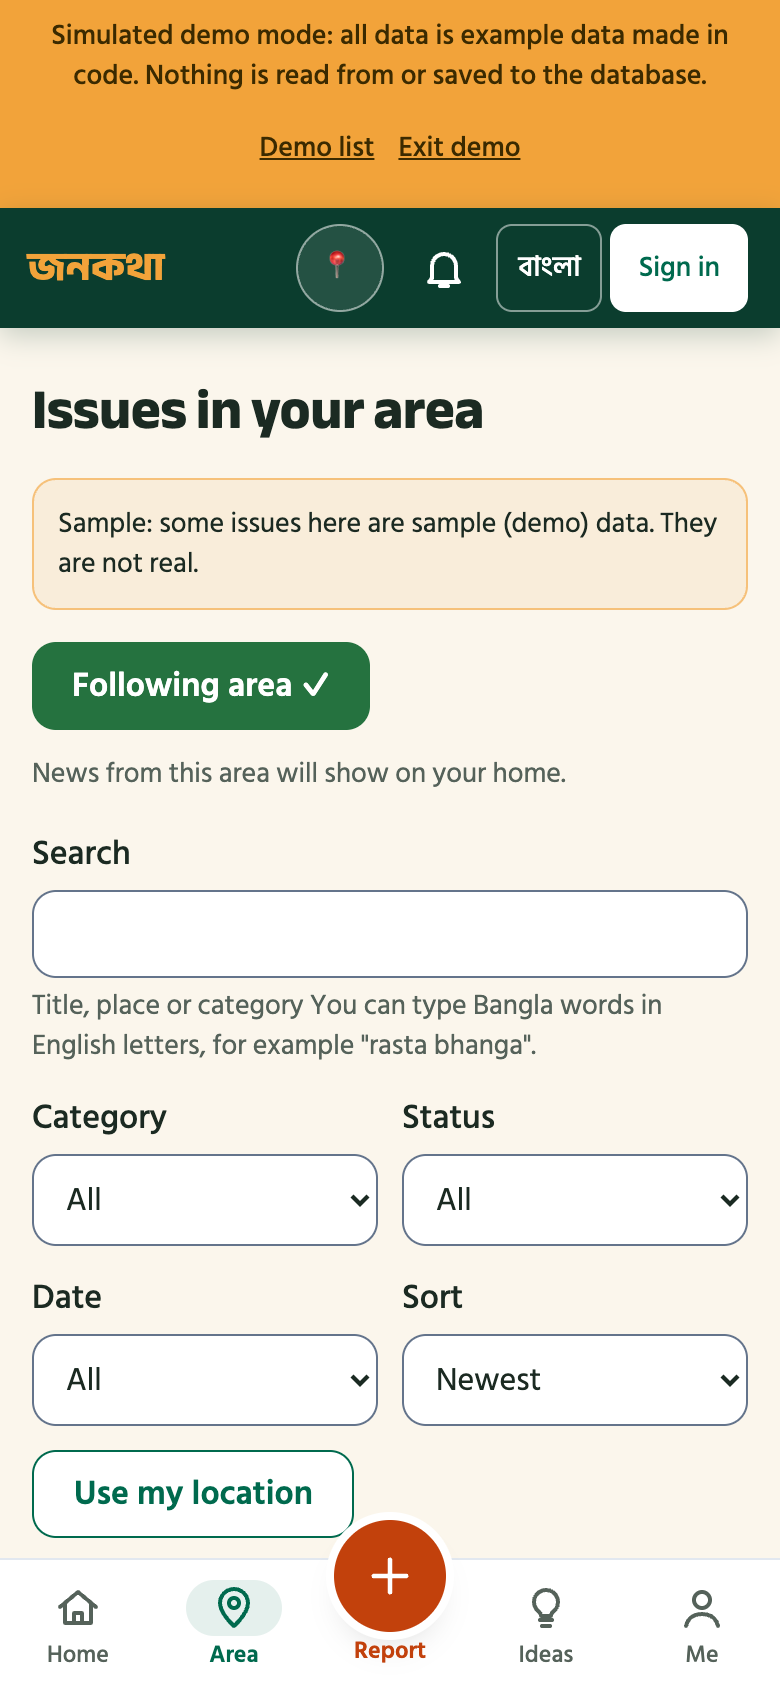 Simulated demo mode: all data is example data made in
code. Nothing is read from or saved to the database.
Demo list Exit demo
জনকথা
বাংলা
Sign in
Issues in your area
Sample: some issues here are sample (demo) data. They
are not real.
Following area ✓
News from this area will show on your home.
Search
Title, place or category You can type Bangla words in
English letters, for example "rasta bhanga".
Category Status
All All
Date Sort
All Newest
Use my location
Home Area Report Ideas Me